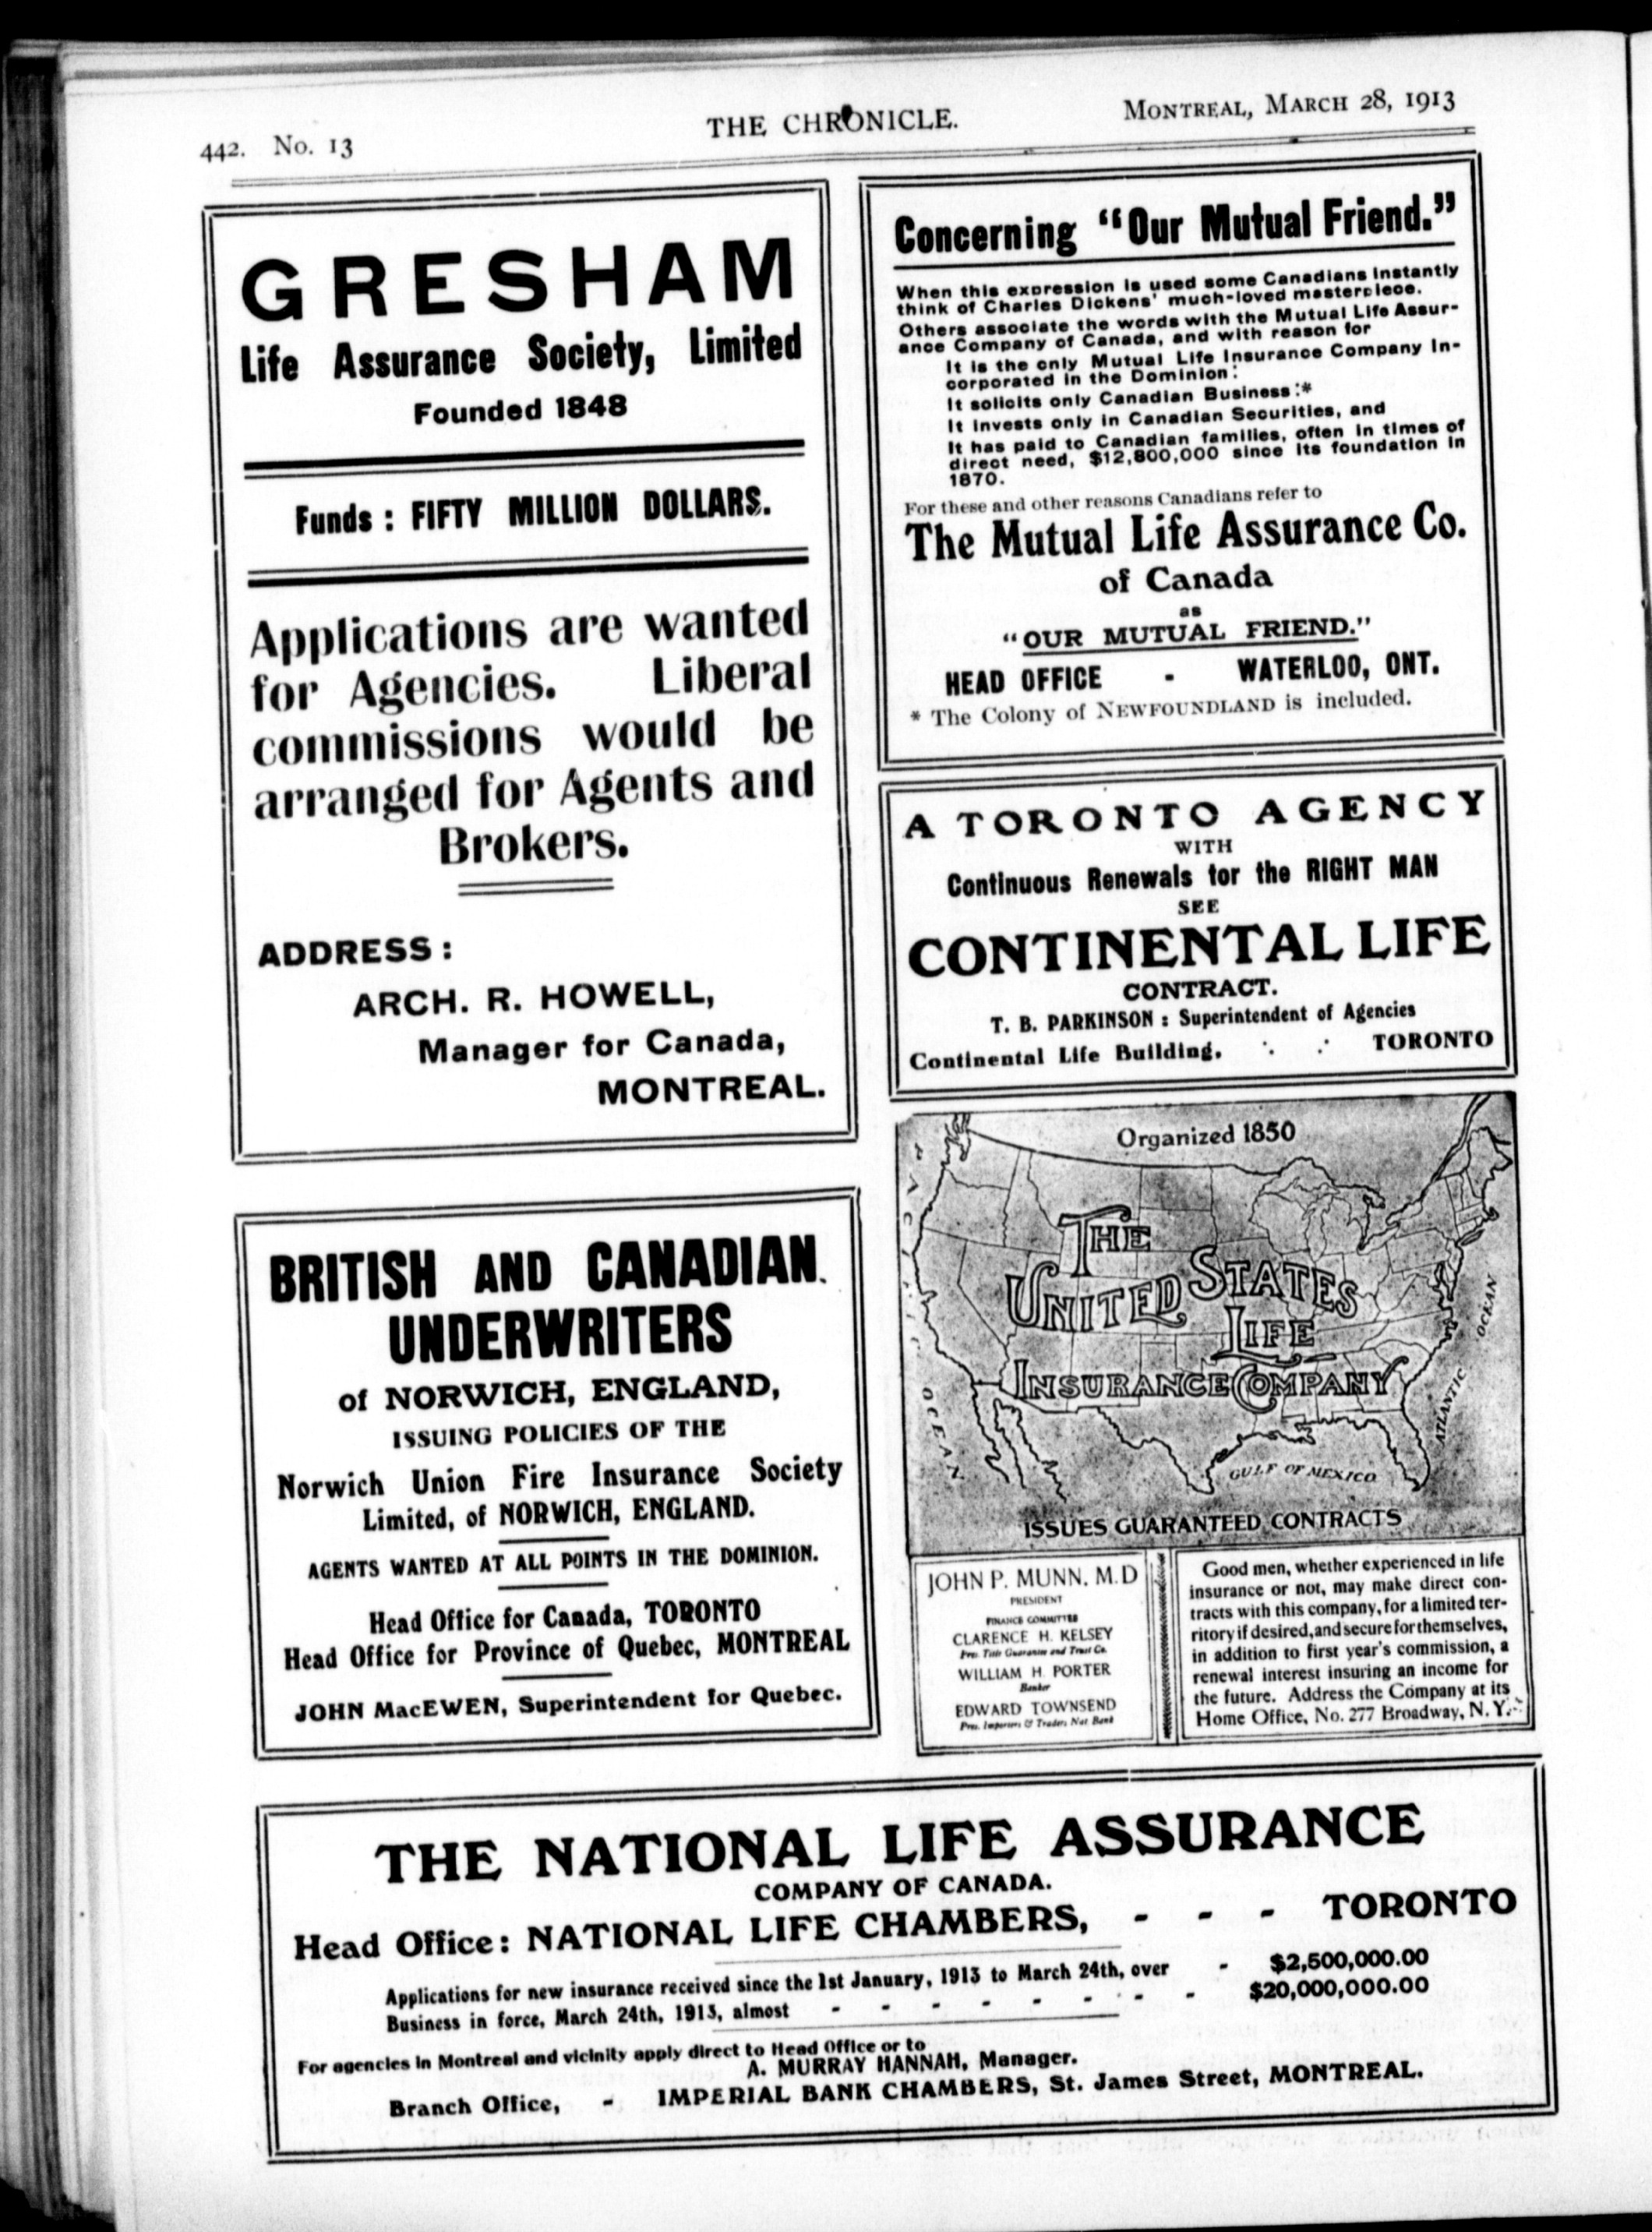 442. No. 13
THE CHRONICLE.
MONTREAL, MARCH 28, 1913
GRESHAM
Life Assurance Society, Limited
Founded 1848
Funds : FIFTY MILLION DOLLARS.
Applications are wanted
for Agencies. Liberal
commissions would be
arranged for Agents and
Brokers.
ADDRESS :
ARCH. R. HOWELL,
Manager for Canada,
MONTREAL.
BRITISH AND CANADIAN
UNDERWRITERS
of NORWICH, ENGLAND,
ISSUING POLICIES OF THE
Norwich Union Fire Insurance Society
Limited, of NORWICH, ENGLAND.
AGENTS WANTED AT ALL POINTS IN THE DOMINION.
Head Office for Canada, TORONTO
Head Office for Province of Quebec, MONTREAL
JOHN MacEWEN, Superintendent for Quebec.
Concerning "Our Mutual Friend."
When this expression is used some Canadians instantly
think of Charles Dickens' much-loved masterpiece.
Others associate the words with the Mutual Life Assur-
ance Company of Canada, and with reason for
It is the only Mutual Life Insurance Company In-
corporated in the Dominion :
It solicits only Canadian Business :*
It invests only in Canadian Securities, and
It has paid to Canadian families, often in times of
direct need, $12,800,000 since its foundation in
1870.
For these and other reasons Canadians refer to
The Mutual Life Assurance Co.
of Canada
as
"OUR MUTUAL FRIEND."
HEAD OFFICE - WATERLOO, ONT.
* The Colony of NEWFOUNDLAND is included.
A TORONTO AGENCY
WITH
Continuous Renewals for the RIGHT MAN
SEE
CONTINENTAL LIFE
CONTRACT.
T. B. PARKINSON : Superintendent of Agencies
Continental Life Building, TORONTO
Organized 1850
PACIFIC OCEAN
THE
UNITED STATES
LIFE
INSURANCE COMPANY
ATLANTIC OCEAN
GULF OF MEXICO
ISSUES GUARANTEED CONTRACTS
JOHN P. MUNN, M.D
PRESIDENT
FINANCE COMMITTEE
CLARENCE H. KELSEY
Pres. Title Guarantee and Trust Co.
WILLIAM H. PORTER
Banker
EDWARD TOWNSEND
Pres. Importers & Traders Nat. Bank
Good men, whether experienced in life
insurance or not, may make direct con-
tracts with this company, for a limited ter-
ritory if desired, and secure for themselves,
in addition to first year's commission, a
renewal interest insuring an income for
the future. Address the Company at its
Home Office, No. 277 Broadway, N. Y.
THE NATIONAL LIFE ASSURANCE
COMPANY OF CANADA.
Head Office : NATIONAL LIFE CHAMBERS, - - - TORONTO
Applications for new insurance received since the 1st January, 1913 to March 24th, over - $2,500,000.00
Business in force, March 24th, 1913, almost - - - - - - - - $20,000,000.00
For agencies in Montreal and vicinity apply direct to Head Office or to
A. MURRAY HANNAH, Manager.
Branch Office, - IMPERIAL BANK CHAMBERS, St. James Street, MONTREAL.